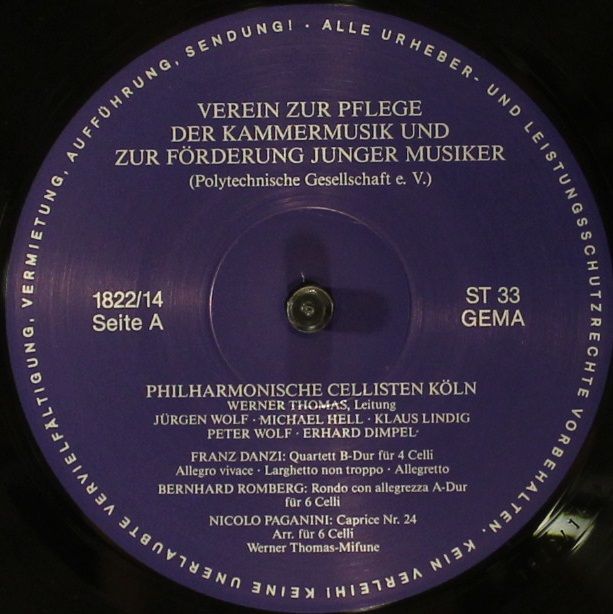 ALLE URHEBER- UND LEISTUNGSSCHUTZRECHTE VORBEHALTEN. KEIN VERLEIH! KEINE UNERLAUBTE VERVIELFÄLTIGUNG, VERMIETUNG, AUFFÜHRUNG, SENDUNG! ·
VEREIN ZUR PFLEGE
DER KAMMERMUSIK UND
ZUR FÖRDERUNG JUNGER MUSIKER
(Polytechnische Gesellschaft e. V.)
1822/14
Seite A
ST 33
GEMA
PHILHARMONISCHE CELLISTEN KÖLN
WERNER THOMAS, Leitung
JÜRGEN WOLF · MICHAEL HELL · KLAUS LINDIG
PETER WOLF · ERHARD DIMPEL·
FRANZ DANZI: Quartett B-Dur für 4 Celli
Allegro vivace · Larghetto non troppo · Allegretto
BERNHARD ROMBERG: Rondo con allegrezza A-Dur
für 6 Celli
NICOLO PAGANINI: Caprice Nr. 24
Arr. für 6 Celli
Werner Thomas-Mifune